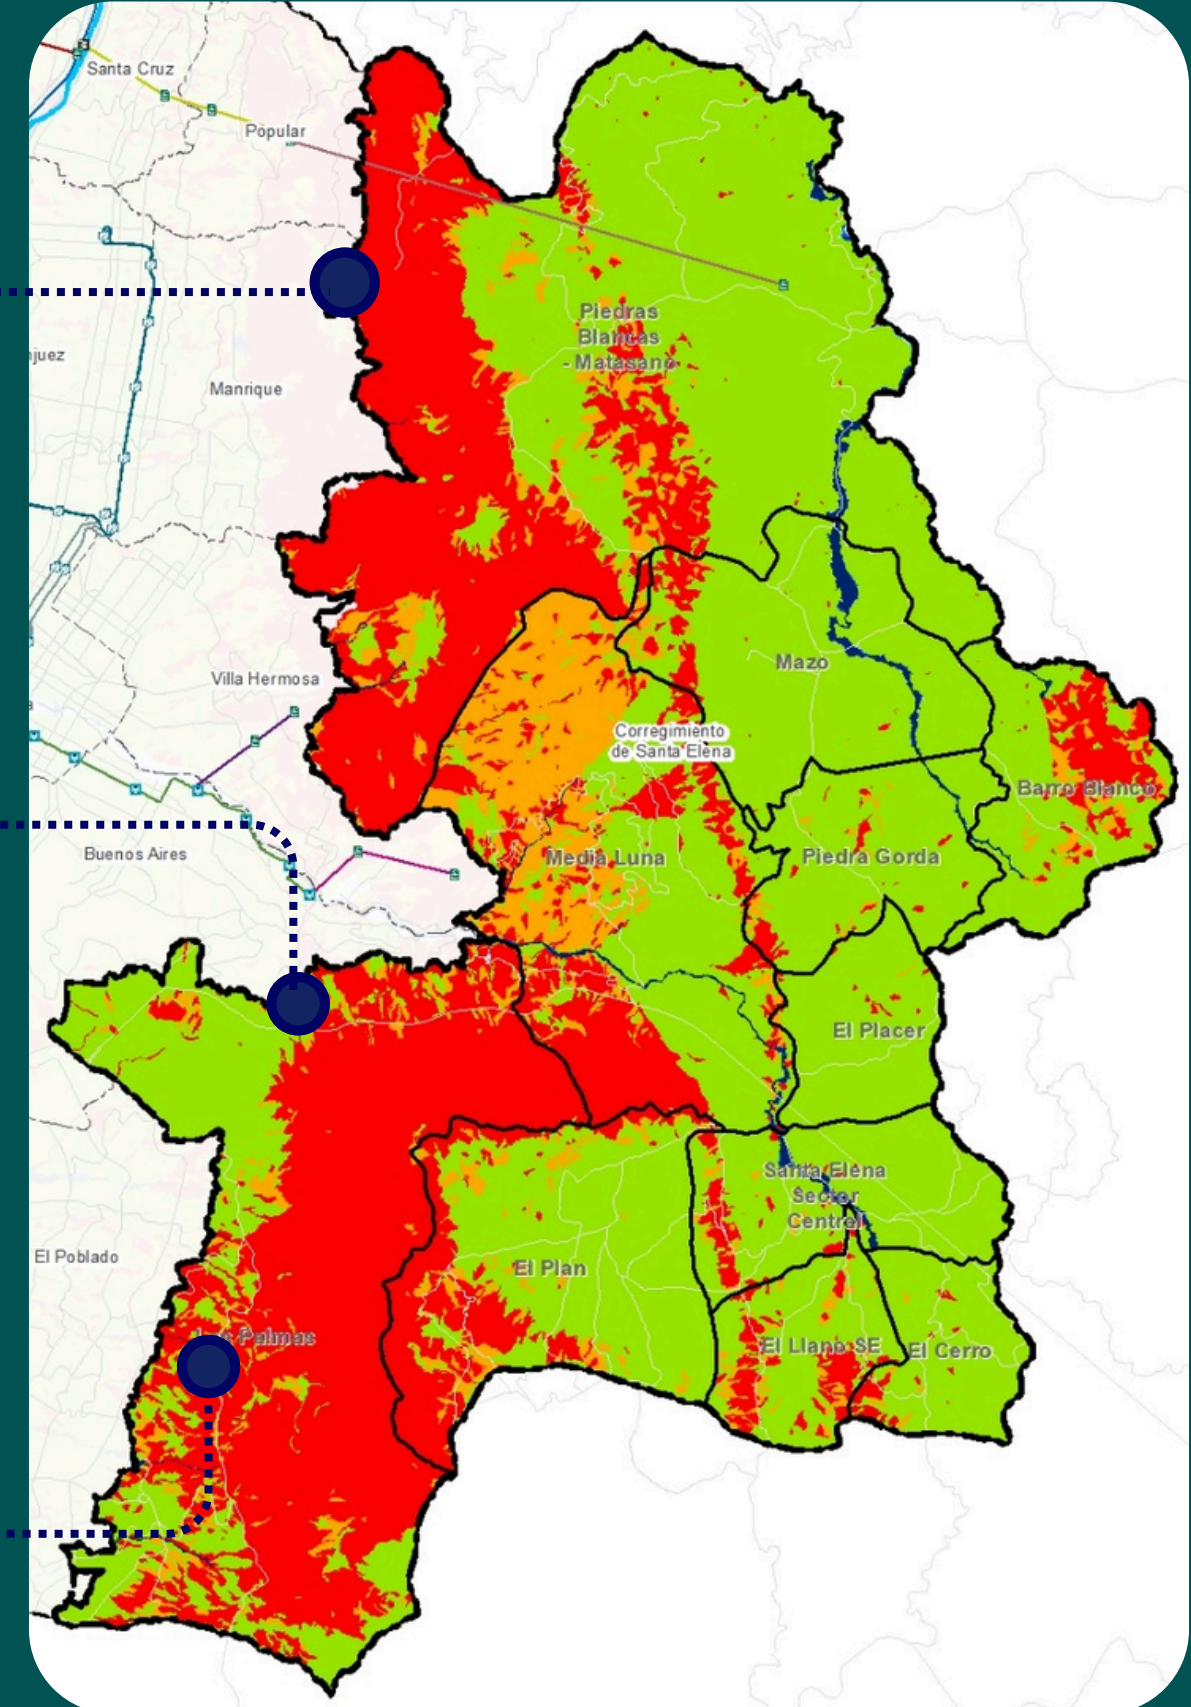 Santa Cruz
Popular
Piedras
Blancas
- Matasano
juez
Manrique
Mazo
Villa Hermosa
a
Corregimiento
de Santa Elena
Barro Blanco
Buenos Aires
Media Luna
Piedra Gorda
El Placer
Santa Elena
Sector
Central
El Poblado
El Plan
Palmas
El Llano SE
El Cerro